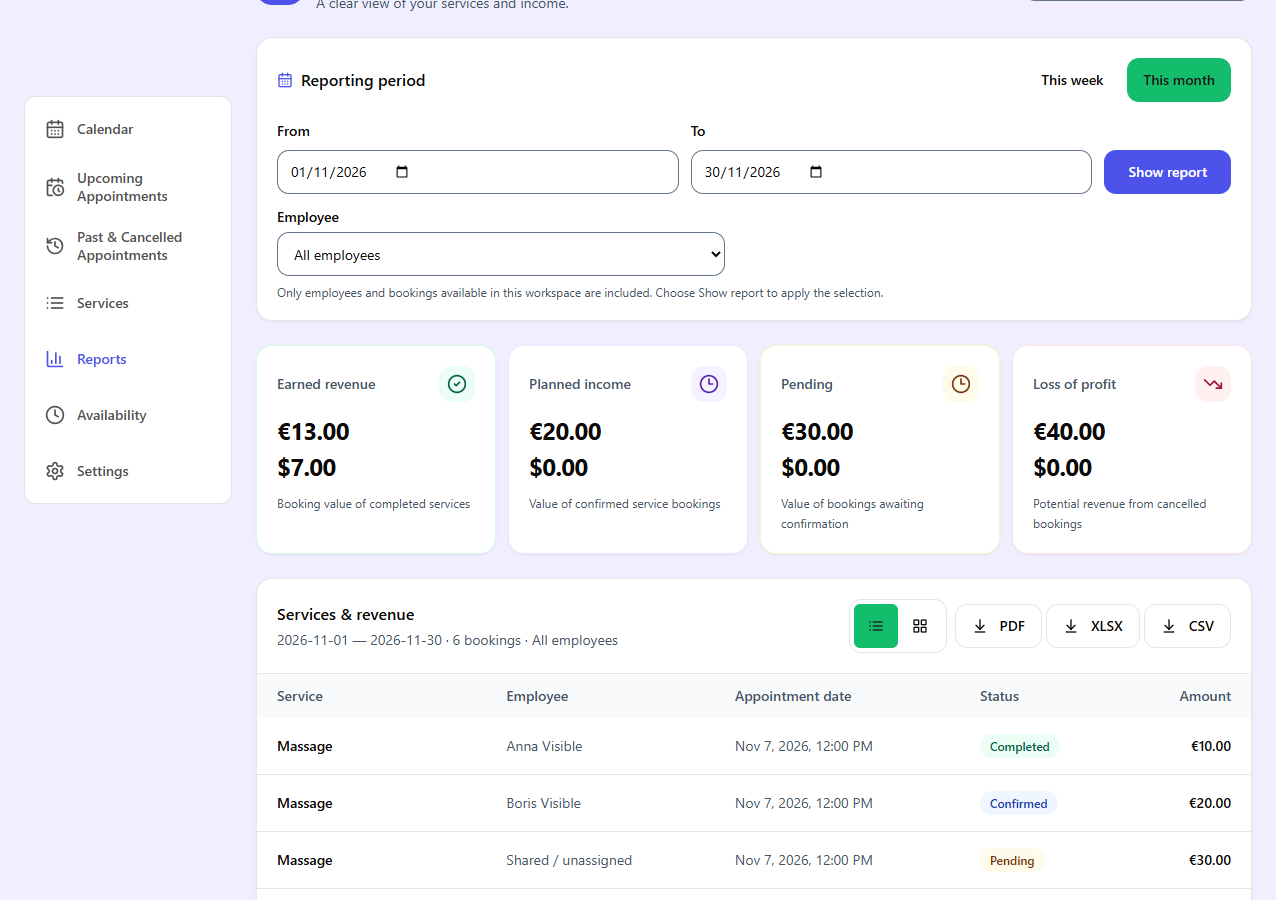 A clear view of your services and income.
Calendar
Upcoming
Appointments
Past & Cancelled
Appointments
Services
Reports
Availability
Settings
Reporting period
This week
This month
From
To
01/11/2026
30/11/2026
Show report
Employee
All employees
Only employees and bookings available in this workspace are included. Choose Show report to apply the selection.
Earned revenue
€13.00
$7.00
Booking value of completed services
Planned income
€20.00
$0.00
Value of confirmed service bookings
Pending
€30.00
$0.00
Value of bookings awaiting
confirmation
Loss of profit
€40.00
$0.00
Potential revenue from cancelled
bookings
Services & revenue
2026-11-01 — 2026-11-30 · 6 bookings · All employees
PDF
XLSX
CSV
Service Employee Appointment date Status Amount
Massage Anna Visible Nov 7, 2026, 12:00 PM Completed €10.00
Massage Boris Visible Nov 7, 2026, 12:00 PM Confirmed €20.00
Massage Shared / unassigned Nov 7, 2026, 12:00 PM Pending €30.00